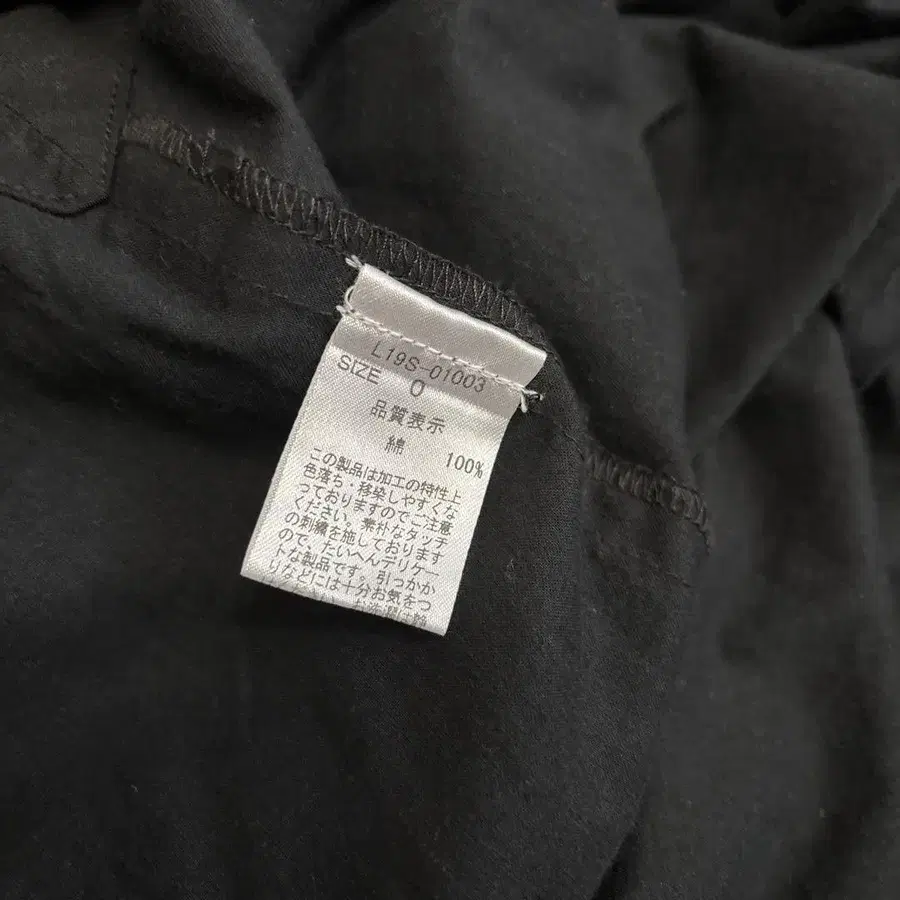 L19S-01003
SIZE 0
品質表示
綿 100%
この製品は加工の特性上
色落ち・移染しやすくな
っておりますのでご注意
ください。素朴なタッチ
の刺繍を施しております
ので、たいへんデリケー
トな製品です。引っかか
りなどには十分お気をつ